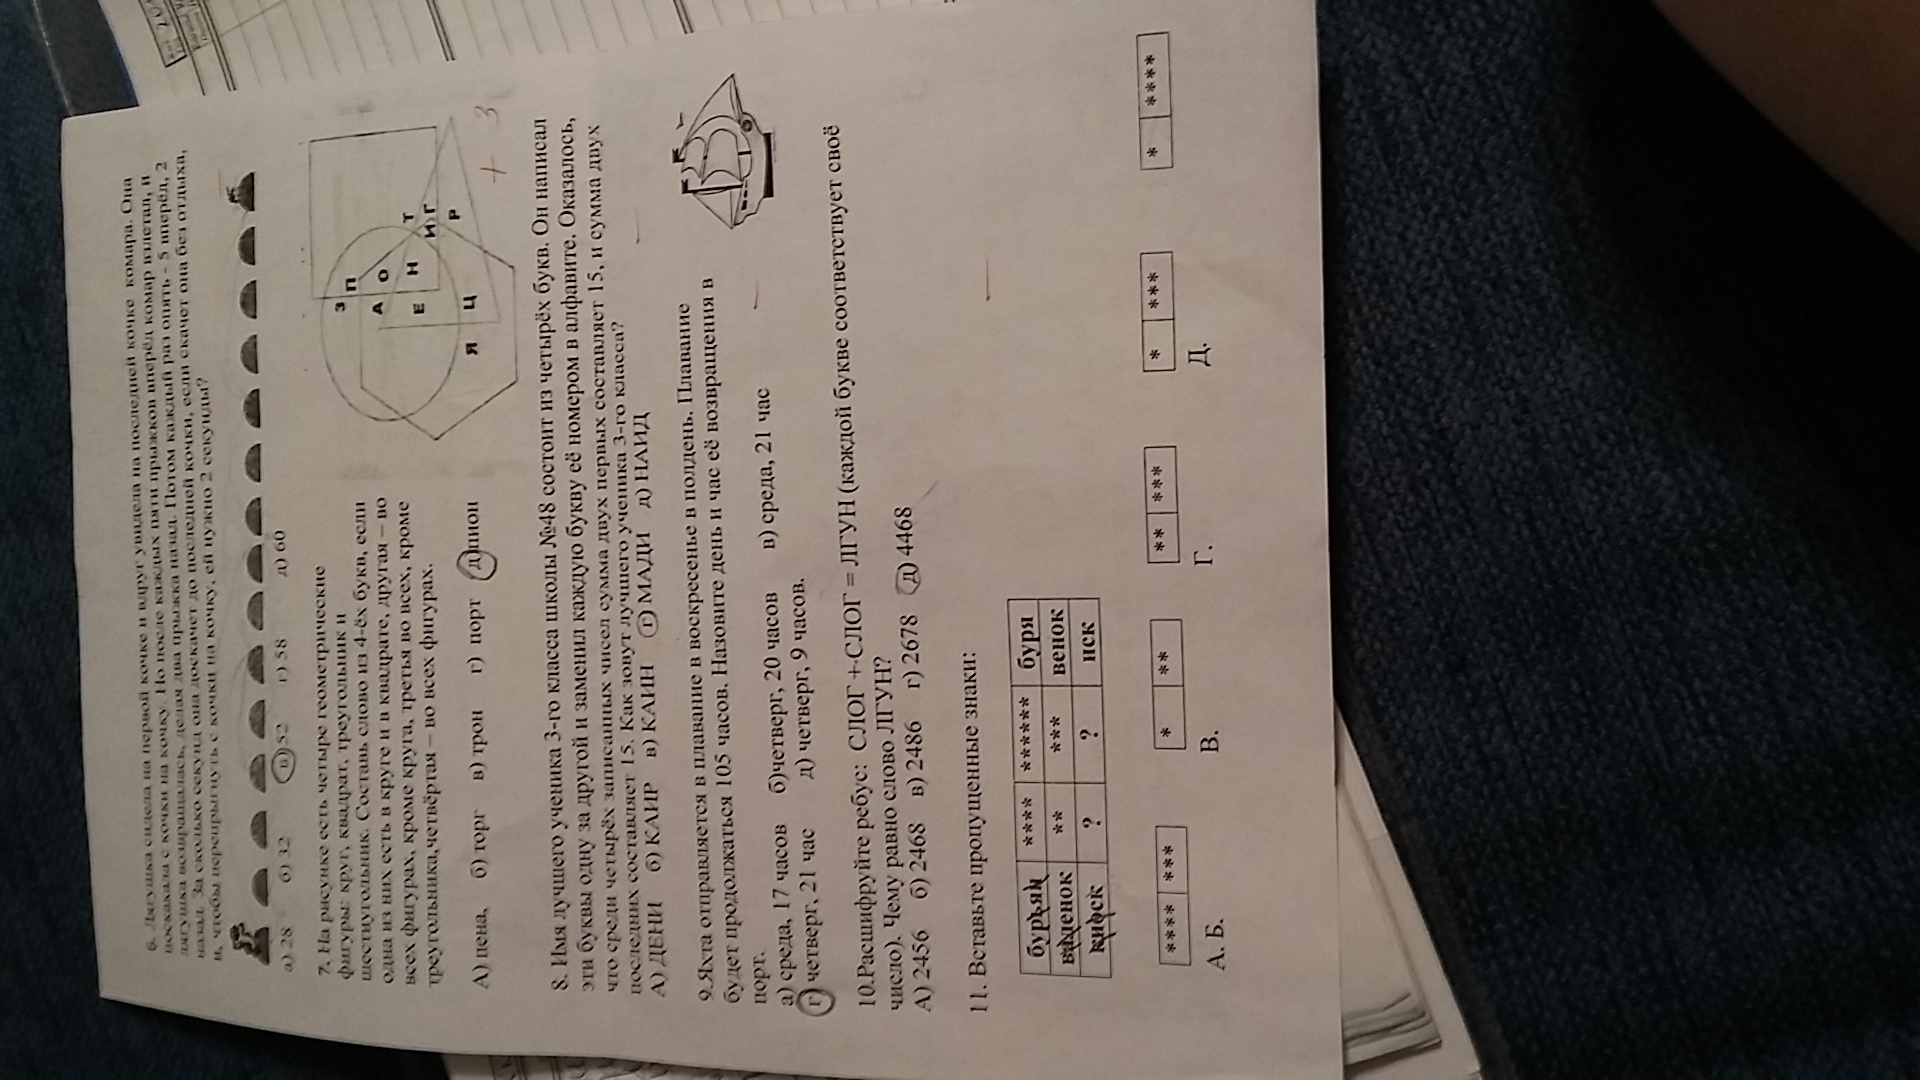 6. Лягушка сидела на первой кочке и вдруг увидела на последней кочке комара. Она
поскакала с кочки на кочку. Но после каждых пяти прыжков вперёд комар взлетал, и
лягушка возвращалась, делая два прыжка назад. Потом каждый раз опять - 5 вперёд, 2
назад. За сколько секунд она доскачет до последней кочки, если скачет она без отдыха,
и, чтобы перепрыгнуть с кочки на кочку, ей нужно 2 секунды?
а) 28 б) 32 в) 52 г) 58 д) 60
7. На рисунке есть четыре геометрические
фигуры: круг, квадрат, треугольник и
шестиугольник. Составь слово из 4-ёх букв, если
одна из них есть в круге и в квадрате, другая – во
всех фигурах, кроме круга, третья во всех, кроме
треугольника,четвёртая – во всех фигурах.
А) пена, б) торг в) трон г) порт д) пион
З П
А О Т
Е Н И Г
Я Ц Р
+ 3
8. Имя лучшего ученика 3-го класса школы №48 состоит из четырёх букв. Он написал
эти буквы одну за другой и заменил каждую букву её номером в алфавите. Оказалось,
что среди четырёх записанных чисел сумма двух первых составляет 15, и сумма двух
последних составляет 15. Как зовут лучшего ученика 3-го класса?
А) ДЕНИ б) КАИР в) КАИН г) МАДИ д) НАИД
9.Яхта отправляется в плавание в воскресенье в полдень. Плавание
будет продолжаться 105 часов. Назовите день и час её возвращения в
порт.
а) среда, 17 часов б)четверг, 20 часов в) среда, 21 час
г) четверг, 21 час д) четверг, 9 часов.
10.Расшифруйте ребус: СЛОГ +СЛОГ = ЛГУН (каждой букве соответствует своё
число). Чему равно слово ЛГУН?
А) 2456 б) 2468 в) 2486 г) 2678 д) 4468
11. Вставьте пропущенные знаки:
бурьян **** ****** буря
ваденок ** *** венок
киоск ? ? иск
**** *** * ** ** *** * *** * ****
А. Б. В. Г. Д.